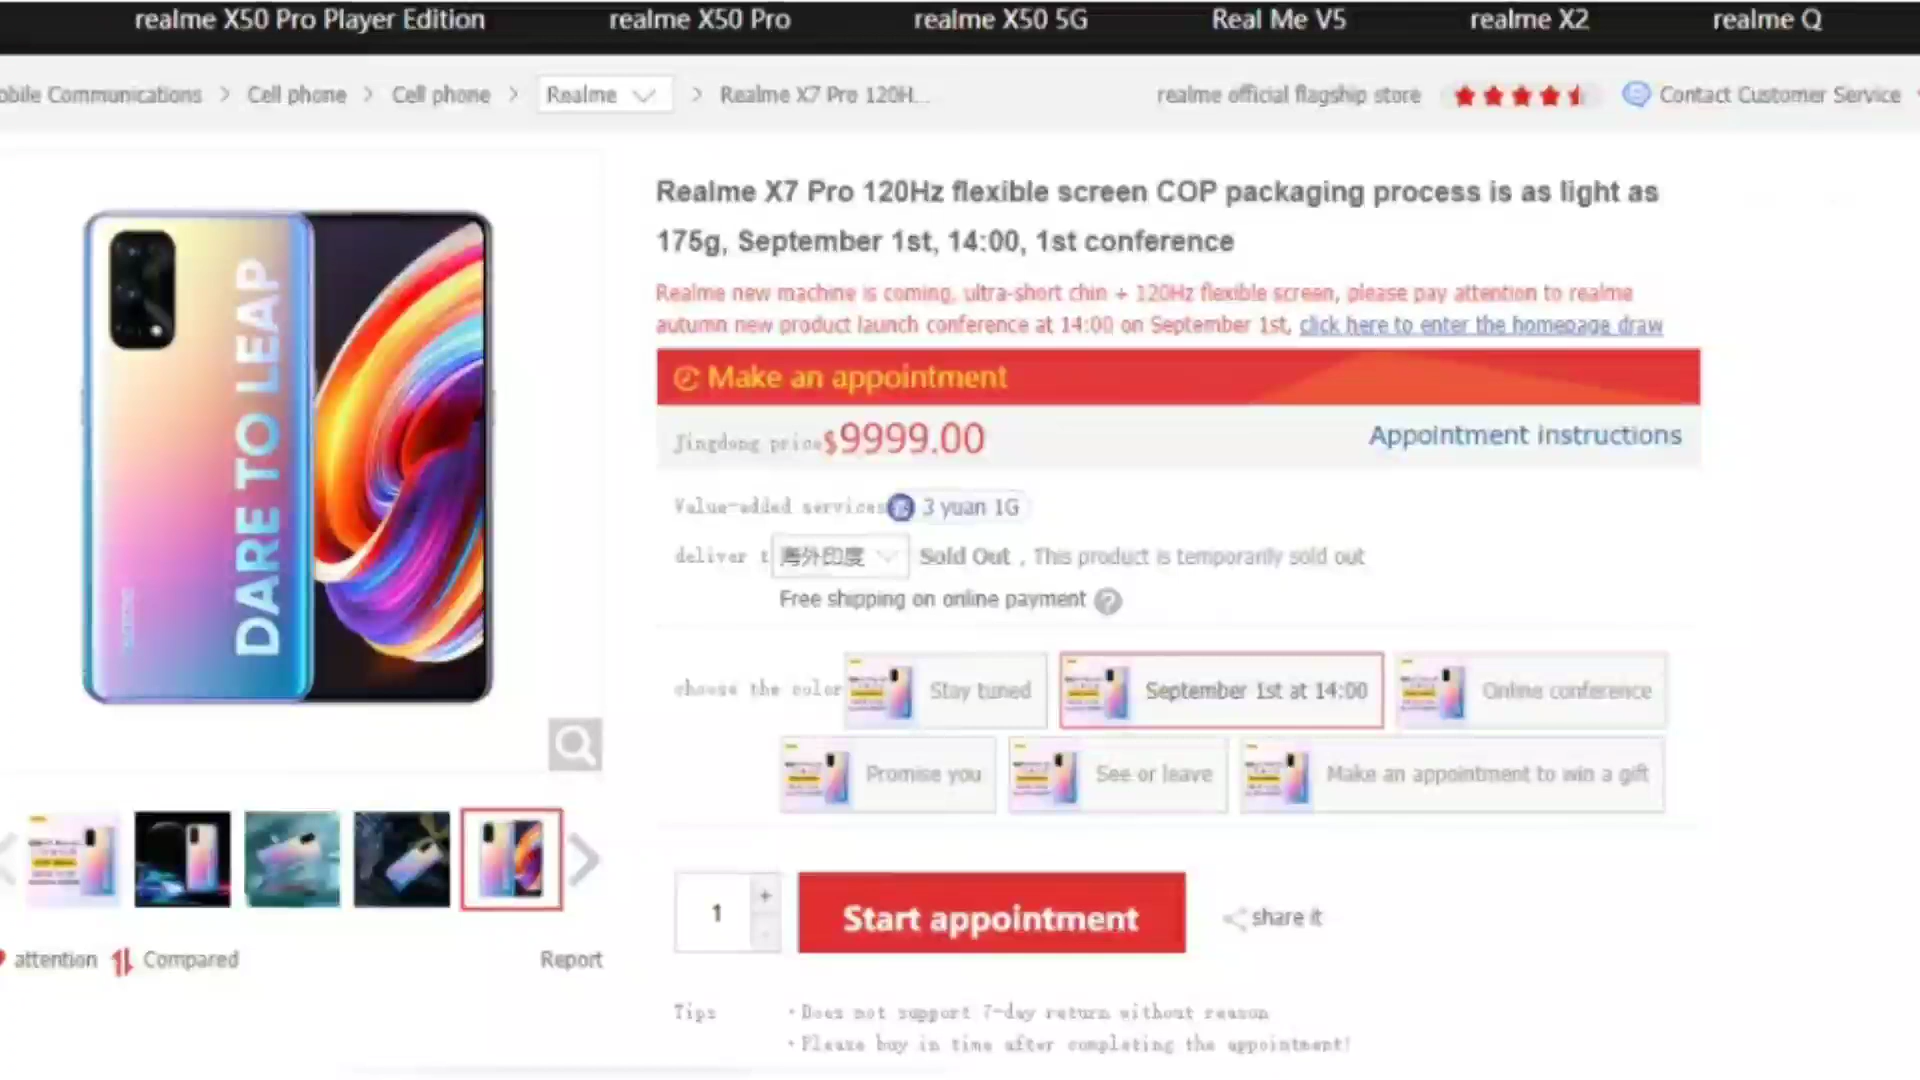 realme X50 Pro Player Edition realme X50 Pro realme X50 5G Real Me V5 realme X2 realme Q
obile Communications > Cell phone > Cell phone > Realme > Realme X7 Pro 120H... realme official flagship store Contact Customer Service
Realme X7 Pro 120Hz flexible screen COP packaging process is as light as
175g, September 1st, 14:00, 1st conference
Realme new machine is coming, ultra-short chin + 120Hz flexible screen, please pay attention to realme
autumn new product launch conference at 14:00 on September 1st, click here to enter the homepage draw
Make an appointment
Jingdong price $9999.00 Appointment instructions
Value-added services 3 yuan 1G
deliver t 海外印度 Sold Out , This product is temporarily sold out
Free shipping on online payment ?
choose the color Stay tuned September 1st at 14:00 Online conference
Promise you See or leave Make an appointment to win a gift
DARE TO LEAP
realme
1 + - Start appointment share it
attention Compared Report
Tips · Does not support 7-day return without reason
· Please buy in time after completing the appointment!